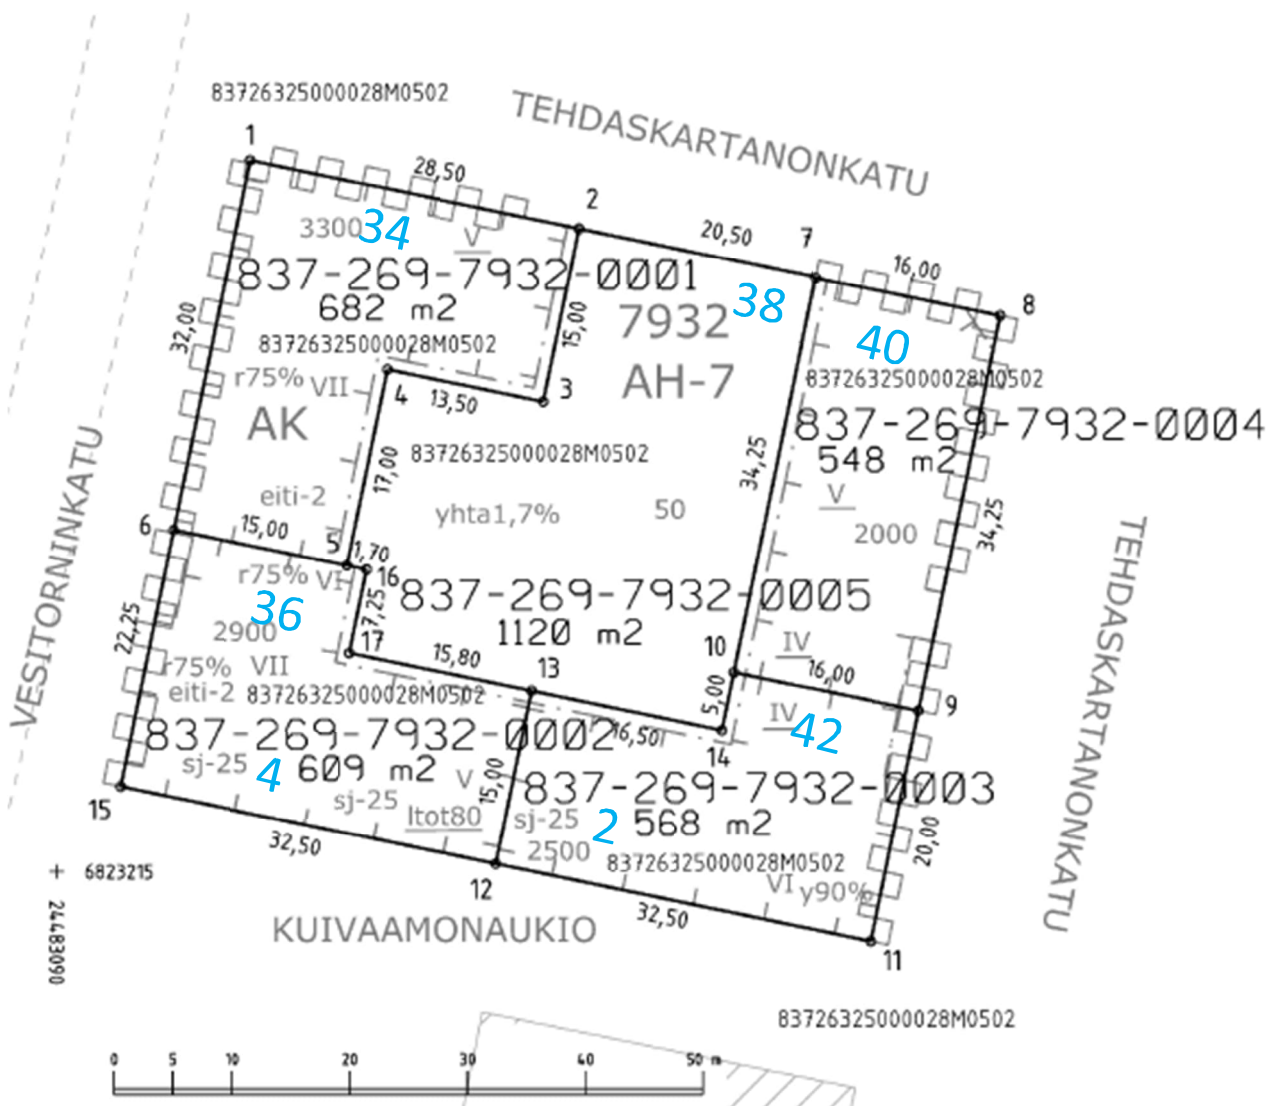 83726325000028M0502
TEHDASKARTANONKATU
1
28,50
2
20,50
7
16,00
8
3300
34
V
837-269-7932-0001
682 m2
38
7932
40
32,00
15,00
83726325000028M0502
r75%
VII
AH-7
83726325000028M0502
4
13,50
3
AK
837-269-7932-0004
548 m2
83726325000028M0502
34,25
17,00
V
eiti-2
yhta1,7%
50
2000
34,25
6
15,00
5
1,70
16
r75%
VI
36
837-269-7932-0005
7,25
22,25
2900
17
1120 m2
10
IV
16,00
15,80
13
r75%
VII
eiti-2
83726325000028M0502
5,00
9
IV
42
VESITORNINKATU
TEHDASKARTANONKATU
837-269-7932-0002
16,50
14
sj-25
4
609 m2
V
15,00
837-269-7932-0003
15
sj-25
ltot80
sj-25
2
568 m2
20,00
32,50
2500
83726325000028M0502
6823215
12
VI
y90%
32,50
24483090
KUIVAAMONAUKIO
11
83726325000028M0502
0 5 10 20 30 40 50 m